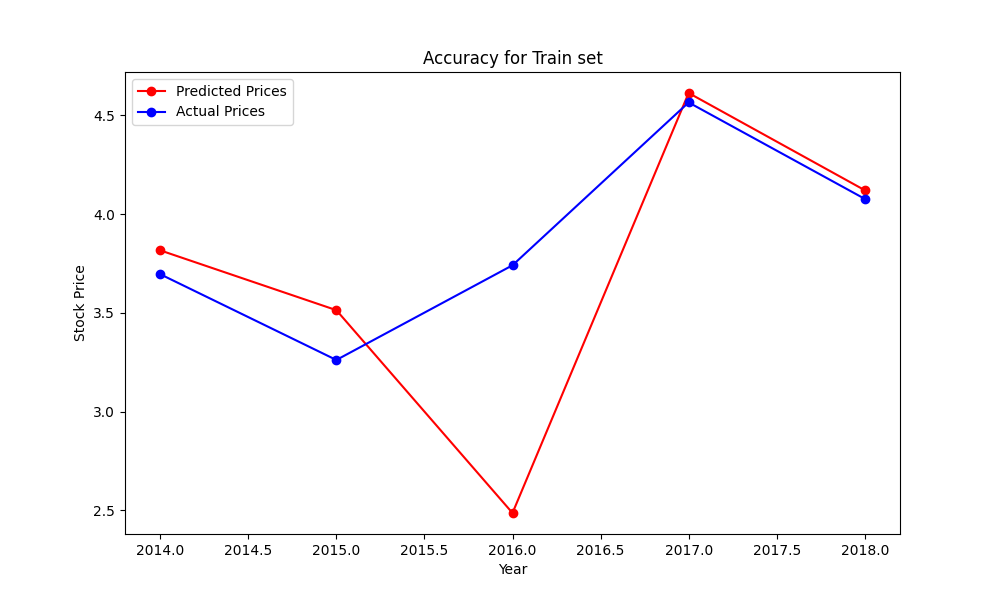 Accuracy for Train set
Predicted Prices
Actual Prices
4.5
4.0
3.5
3.0
2.5
Stock Price
2014.0 2014.5 2015.0 2015.5 2016.0 2016.5 2017.0 2017.5 2018.0
Year